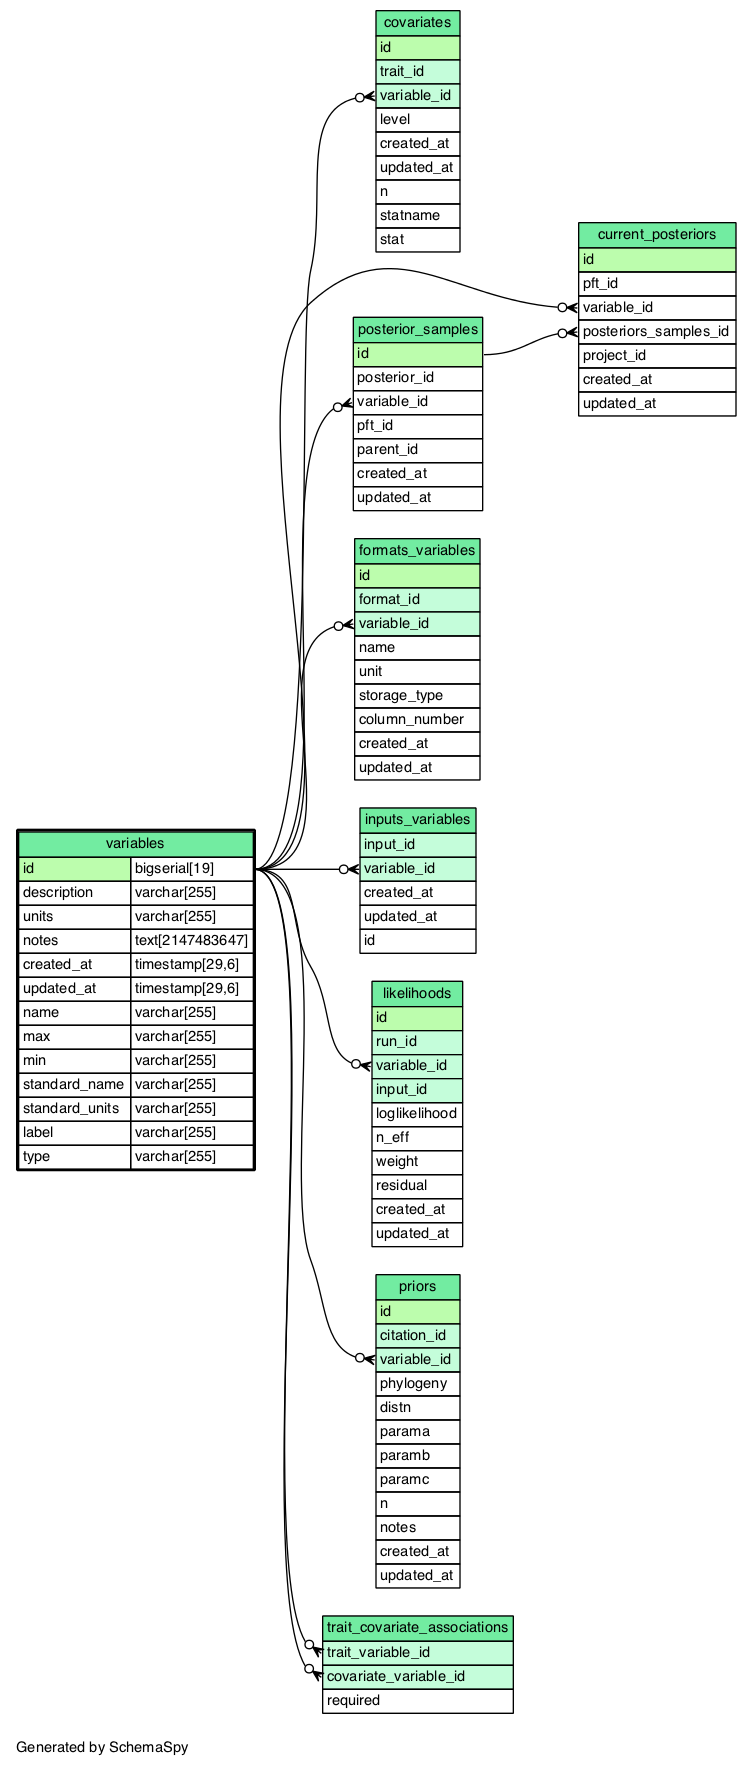 covariates
id
trait_id
variable_id
level
created_at
updated_at
n
statname
stat
current_posteriors
id
pft_id
variable_id
posteriors_samples_id
project_id
created_at
updated_at
posterior_samples
id
posterior_id
variable_id
pft_id
parent_id
created_at
updated_at
formats_variables
id
format_id
variable_id
name
unit
storage_type
column_number
created_at
updated_at
inputs_variables
input_id
variable_id
created_at
updated_at
id
variables
id bigserial[19]
description varchar[255]
units varchar[255]
notes text[2147483647]
created_at timestamp[29,6]
updated_at timestamp[29,6]
name varchar[255]
max varchar[255]
min varchar[255]
standard_name varchar[255]
standard_units varchar[255]
label varchar[255]
type varchar[255]
likelihoods
id
run_id
variable_id
input_id
loglikelihood
n_eff
weight
residual
created_at
updated_at
priors
id
citation_id
variable_id
phylogeny
distn
parama
paramb
paramc
n
notes
created_at
updated_at
trait_covariate_associations
trait_variable_id
covariate_variable_id
required
Generated by SchemaSpy